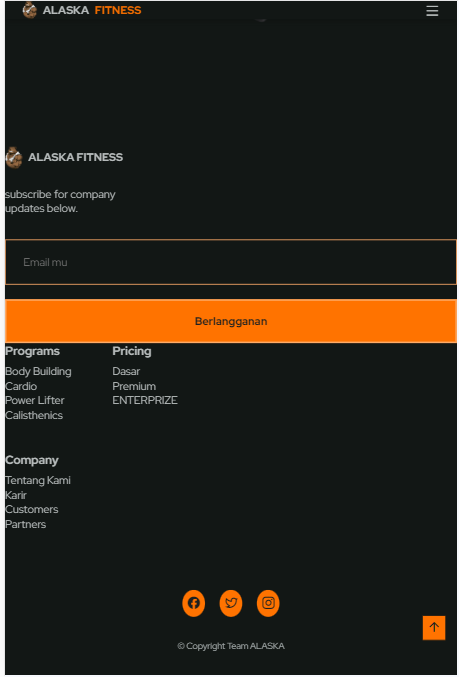 ALASKA FITNESS
ALASKA FITNESS
subscribe for company
updates below.
Email mu
Berlangganan
Programs
Body Building
Cardio
Power Lifter
Calisthenics
Pricing
Dasar
Premium
ENTERPRIZE
Company
Tentang Kami
Karir
Customers
Partners
© Copyright Team ALASKA